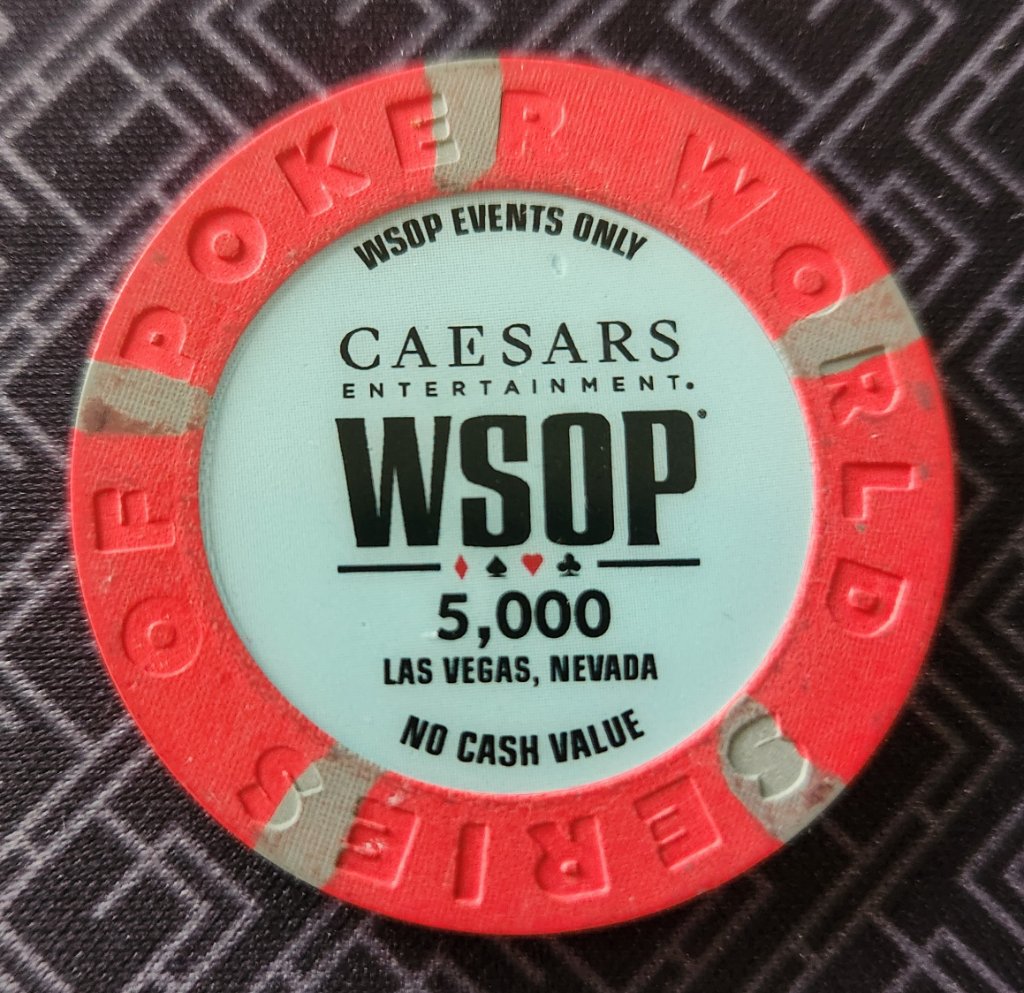 WORLD SERIES OF POKER
WSOP EVENTS ONLY
CAESARS
ENTERTAINMENT.
WSOP®
5,000
LAS VEGAS, NEVADA
NO CASH VALUE